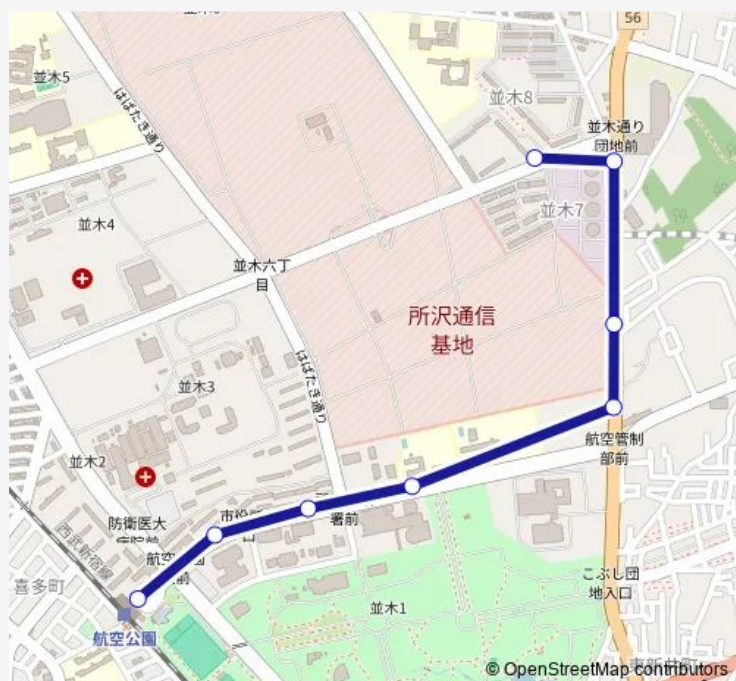 56
並木5
はばたき通り
並木8
並木通り
団地前
並木4
並木7
並木六丁
目
所沢通信
基地
はばたき通り
並木3
航空管制
部前
並木2
防衛医大
西武新宿線
署前
喜多町
こぶし団
地入口
並木1
航空公園
© OpenStreetMap contributors